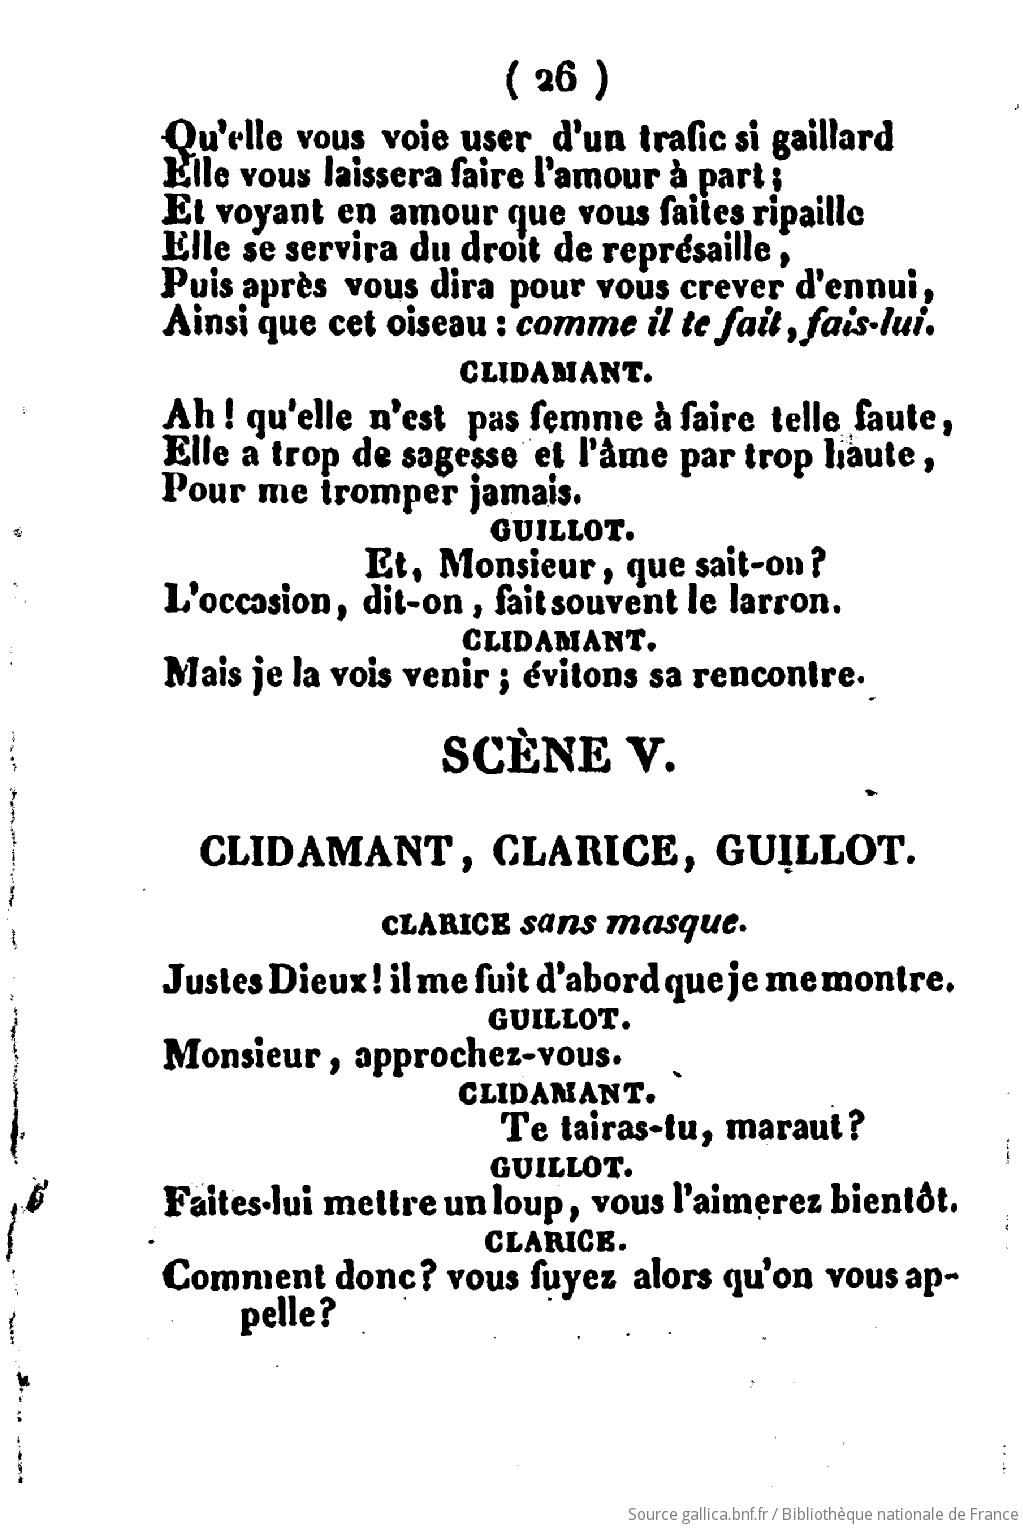 ( 26 )
Qu'elle vous voie user d'un trafic si gaillard
Elle vous laissera faire l'amour à part ;
Et voyant en amour que vous faites ripaille
Elle se servira du droit de représaille ,
Puis après vous dira pour vous crever d'ennui,
Ainsi que cet oiseau : comme il te fait, fais-lui.
CLIDAMANT.
Ah ! qu'elle n'est pas femme à faire telle faute,
Elle a trop de sagesse et l'âme par trop haute ,
Pour me tromper jamais.
GUILLOT.
Et, Monsieur, que sait-on ?
L'occasion, dit-on , fait souvent le larron.
CLIDAMANT.
Mais je la vois venir ; évitons sa rencontre.
SCÈNE V.
CLIDAMANT, CLARICE, GUILLOT.
CLARICE sans masque.
Justes Dieux ! il me fuit d'abord que je me montre.
GUILLOT.
Monsieur , approchez-vous.
CLIDAMANT.
Te tairas-tu, maraut ?
GUILLOT.
Faites-lui mettre un loup, vous l'aimerez bientôt.
CLARICE.
Comment donc ? vous fuyez alors qu'on vous ap-
pelle ?
Source gallica.bnf.fr / Bibliothèque nationale de France